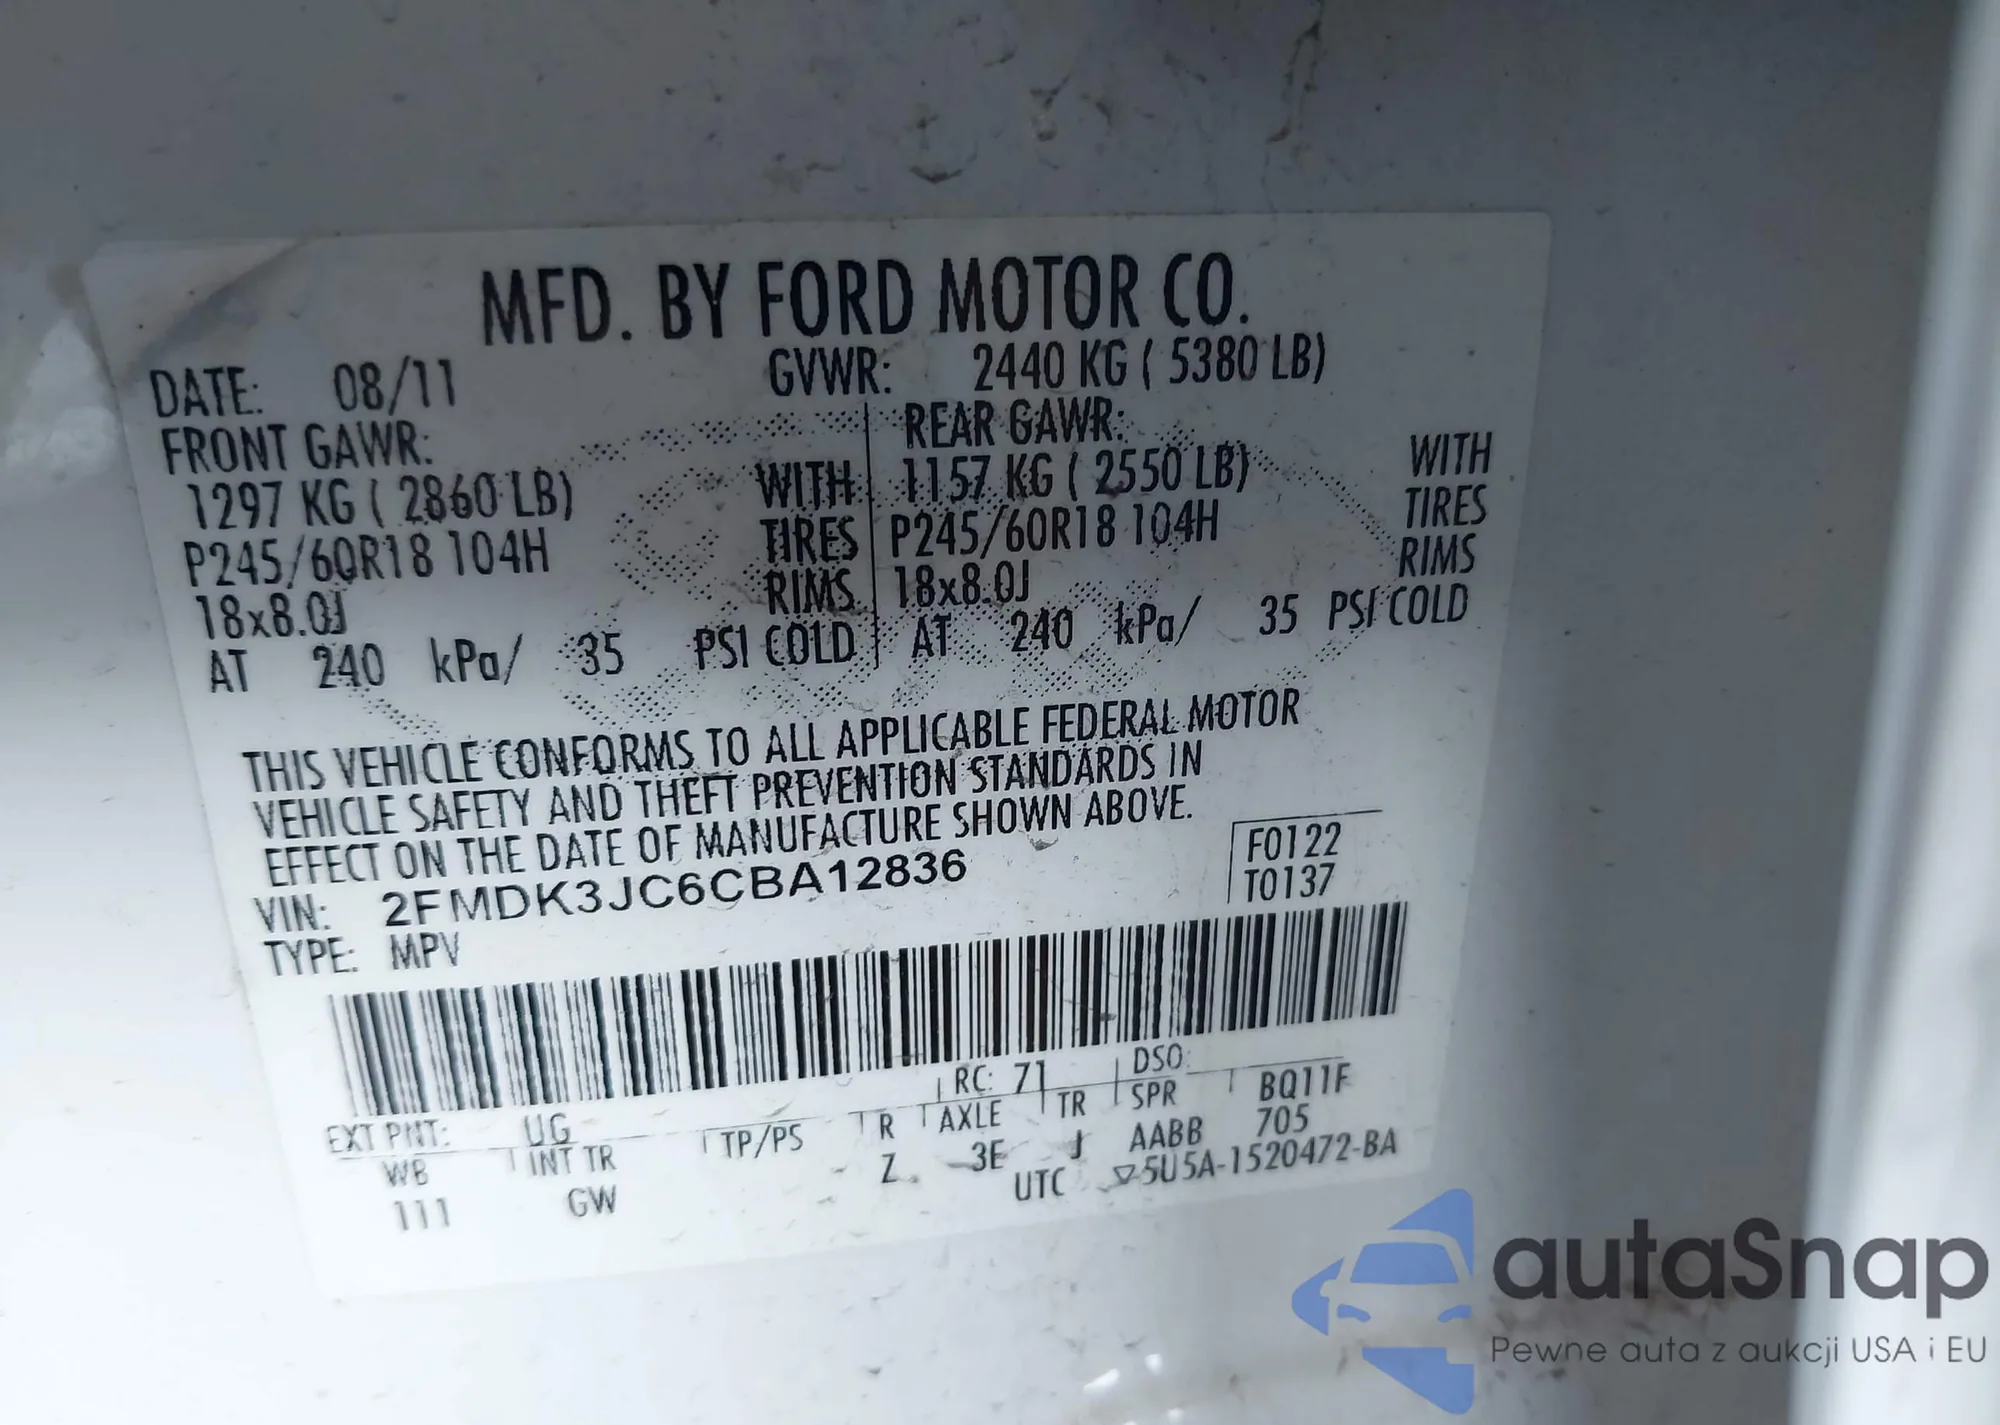 MFD. BY FORD MOTOR CO.
DATE: 08/11 GVWR: 2440 KG ( 5380 LB)
FRONT GAWR: REAR GAWR:
1297 KG ( 2860 LB) WITH 1157 KG ( 2550 LB) WITH
P245/60R18 104H TIRES P245/60R18 104H TIRES
18x8.0J RIMS 18x8.0J RIMS
AT 240 kPa/ 35 PSI COLD AT 240 kPa/ 35 PSI COLD
THIS VEHICLE CONFORMS TO ALL APPLICABLE FEDERAL MOTOR
VEHICLE SAFETY AND THEFT PREVENTION STANDARDS IN
EFFECT ON THE DATE OF MANUFACTURE SHOWN ABOVE.
VIN: 2FMDK3JC6CBA12836 F0122
TYPE: MPV T0137
EXT PNT: UG RC: 71 DSO:
WB INT TR TP/PS R AXLE TR SPR BQ11F
111 GW Z 3E J AABB 705
UTC 5U5A-1520472-BA
autaSnap
Pewne auta z aukcji USA i EU